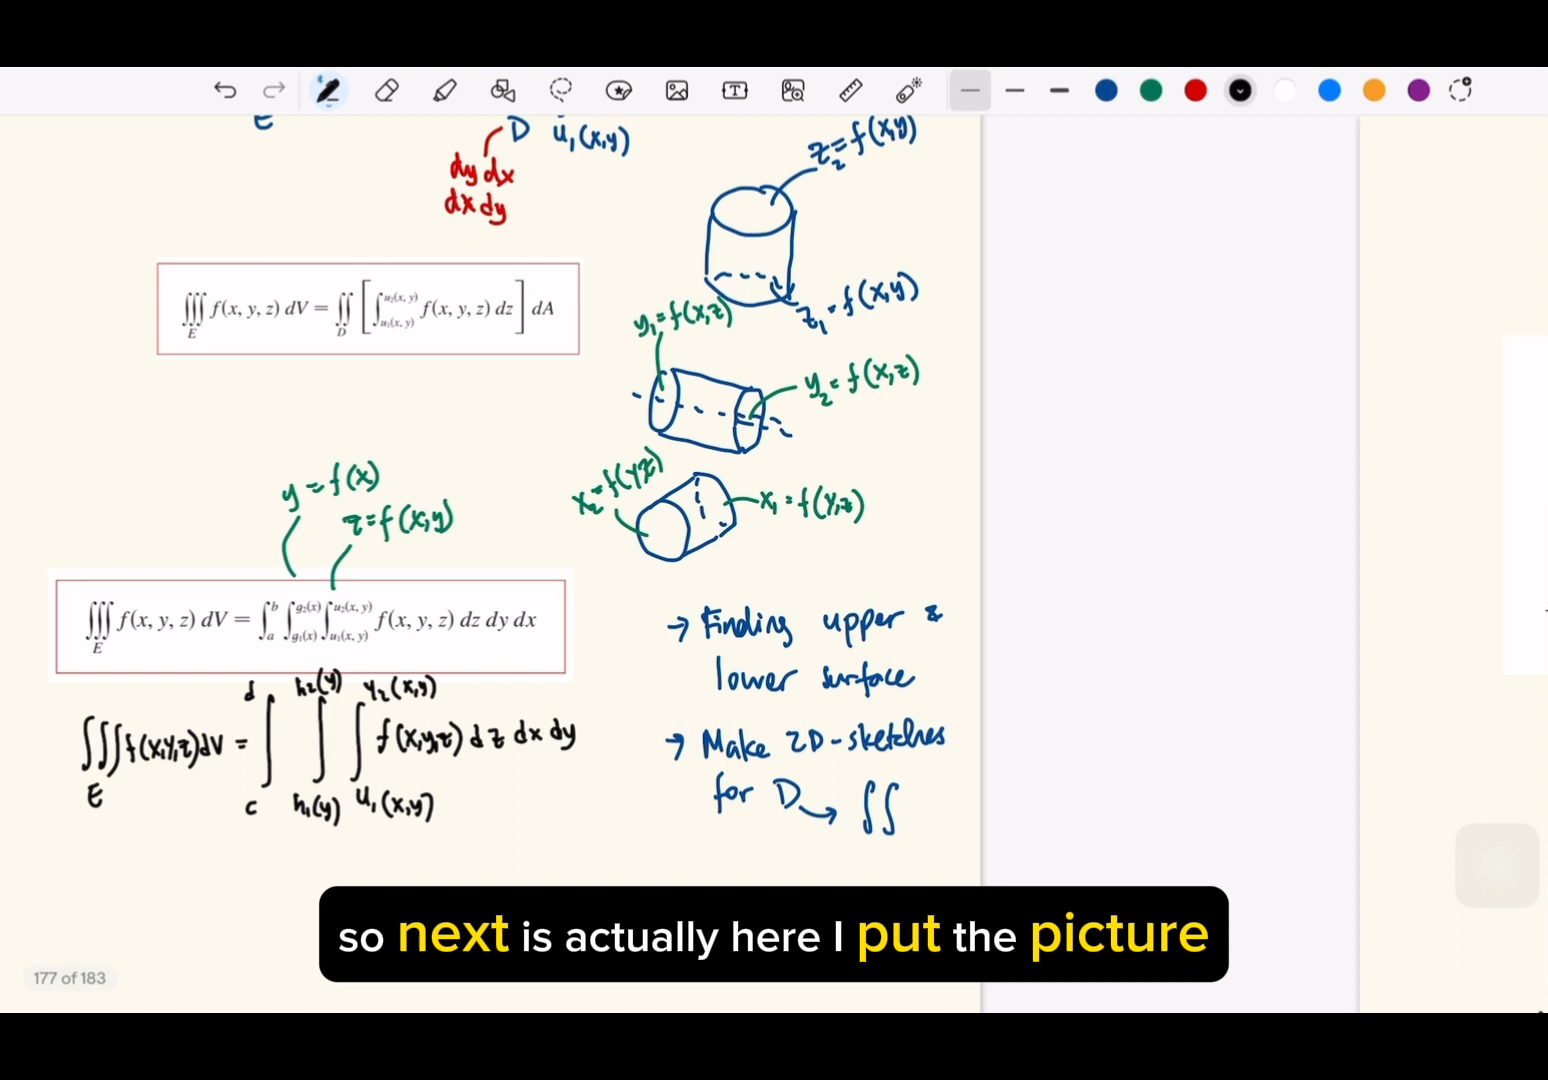 E
D u₁(x,y)
dy dx
dx dy
z₂=f(x,y)
z₁=f(x,y)
∭_E f(x, y, z) dV = ∬_D [∫_{u₁(x, y)}^{u₂(x, y)} f(x, y, z) dz] dA
y₁=f(x,z)
y₂=f(x,z)
x₂=f(y,z)
x₁=f(y,z)
y=f(x)
z=f(x,y)
∭_E f(x, y, z) dV = ∫_a^b ∫_{g₁(x)}^{g₂(x)} ∫_{u₁(x, y)}^{u₂(x, y)} f(x, y, z) dz dy dx
∭_E f(x,y,z)dV = ∫_c^d ∫_{h₁(y)}^{h₂(y)} ∫_{u₁(x,y)}^{y₂(x,y)} f(x,y,z) dz dx dy
→ Finding upper &
lower surface
→ Make 2D-sketches
for D → ∬
so next is actually here I put the picture
177 of 183